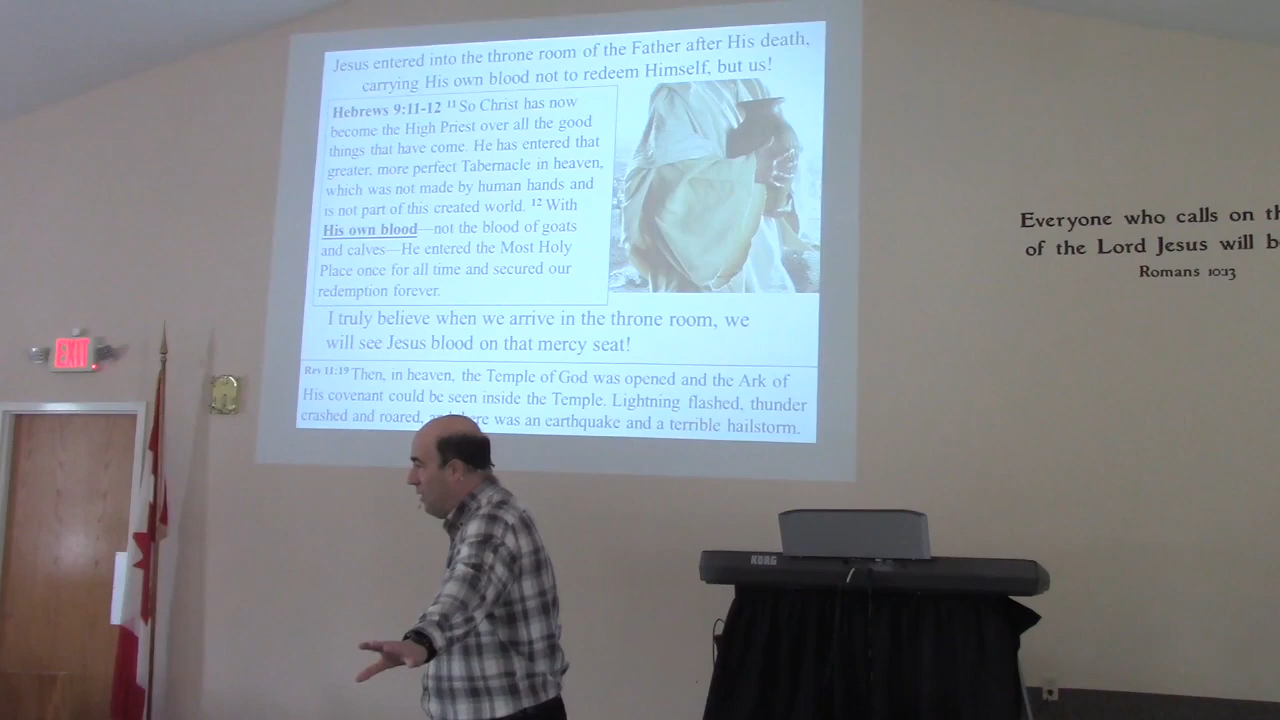 Jesus entered into the throne room of the Father after His death,
carrying His own blood not to redeem Himself, but us!
Hebrews 9:11-12 11 So Christ has now
become the High Priest over all the good
things that have come. He has entered that
greater, more perfect Tabernacle in heaven,
which was not made by human hands and
is not part of this created world. 12 With
His own blood—not the blood of goats
and calves—He entered the Most Holy
Place once for all time and secured our
redemption forever.
I truly believe when we arrive in the throne room, we
will see Jesus blood on that mercy seat!
Rev 11:19 Then, in heaven, the Temple of God was opened and the Ark of
His covenant could be seen inside the Temple. Lightning flashed, thunder
crashed and roared, was an earthquake and a terrible hailstorm.
Everyone who calls on
of the Lord Jesus will
Romans 10:13
EXIT
KORG